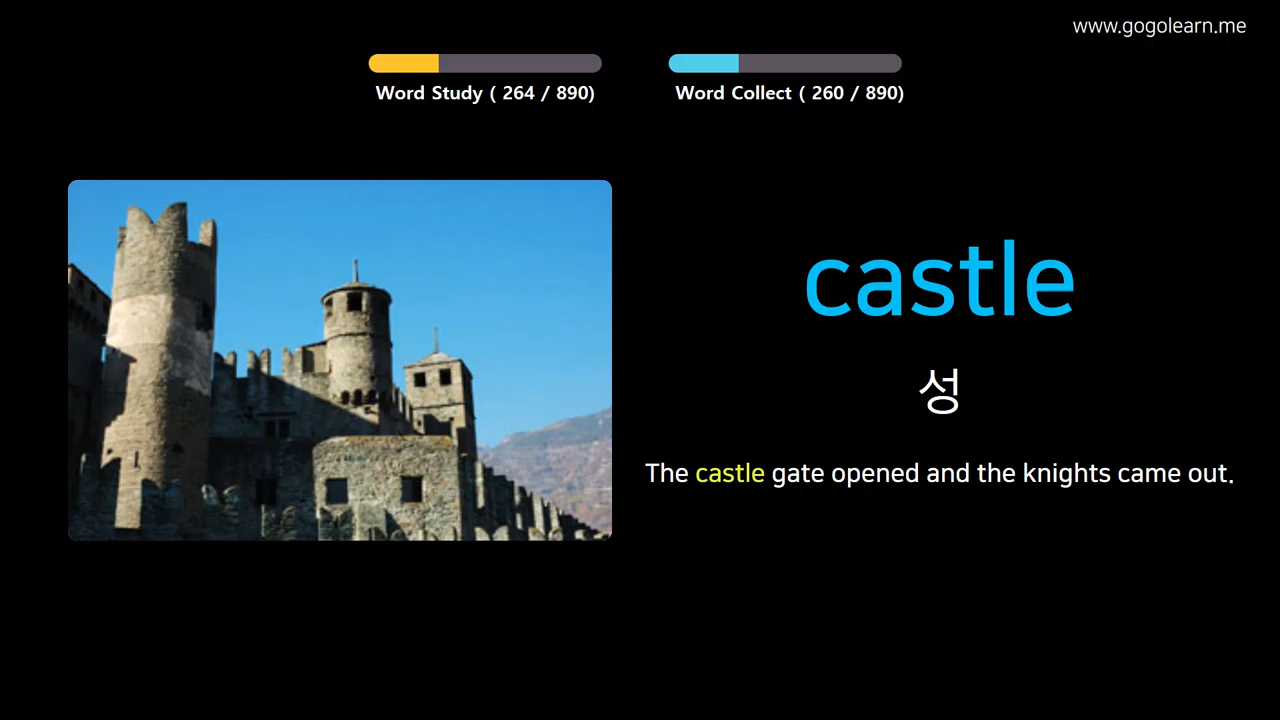 www.gogolearn.me
Word Study ( 264 / 890)
Word Collect ( 260 / 890)
castle
성
The castle gate opened and the knights came out.